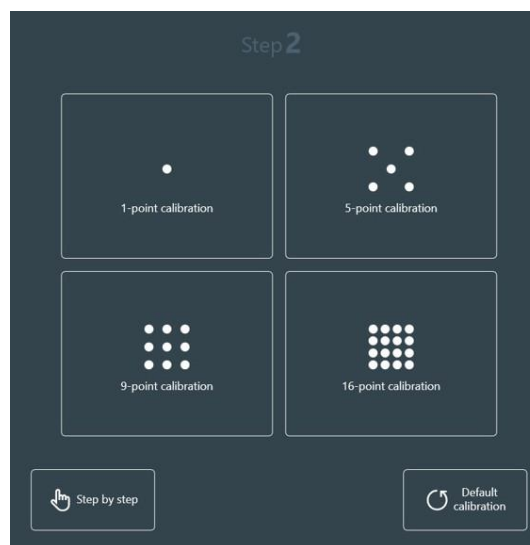 Step 2
1-point calibration
5-point calibration
9-point calibration
16-point calibration
Step by step
Default
calibration